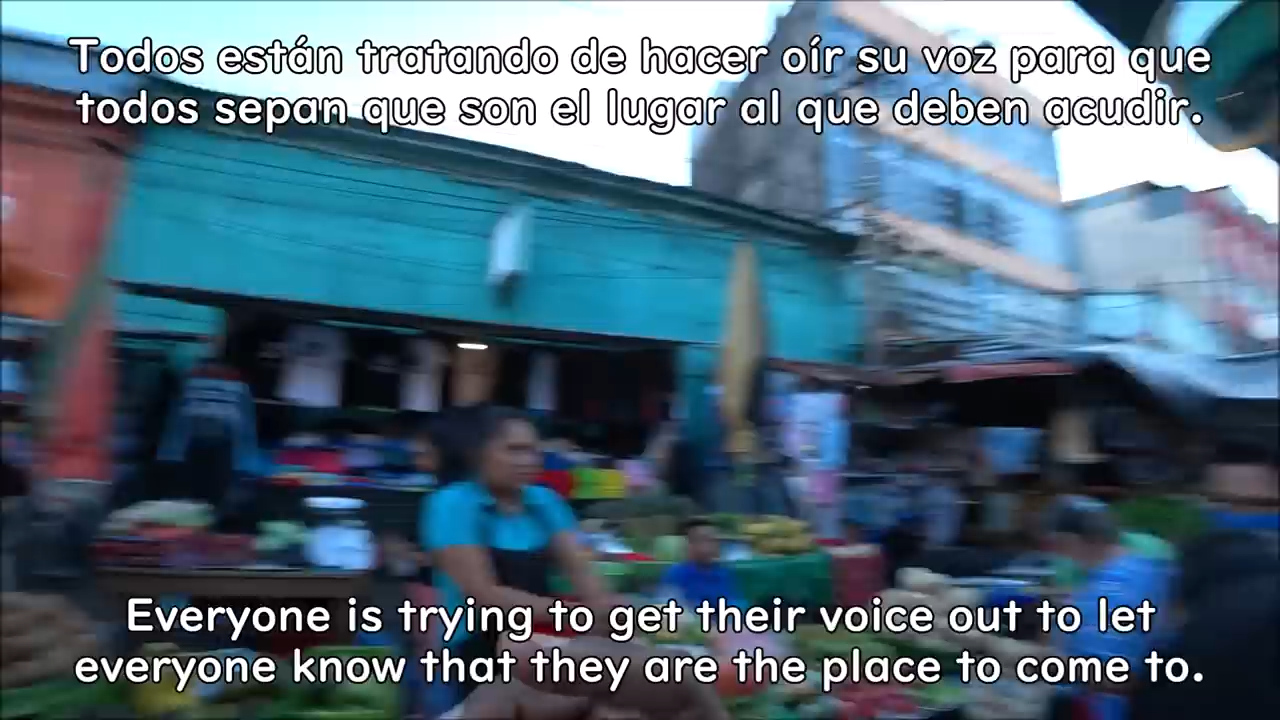 Todos están tratando de hacer oír su voz para que
todos sepan que son el lugar al que deben acudir.
Everyone is trying to get their voice out to let
everyone know that they are the place to come to.